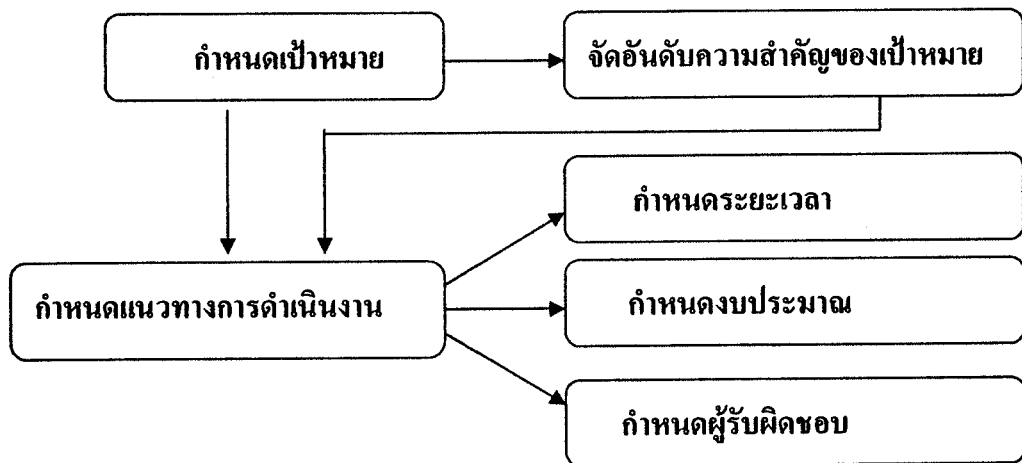 กำหนดเป้าหมาย
จัดอันดับความสำคัญของเป้าหมาย
กำหนดระยะเวลา
กำหนดแนวทางการดำเนินงาน
กำหนดงบประมาณ
กำหนดผู้รับผิดชอบ